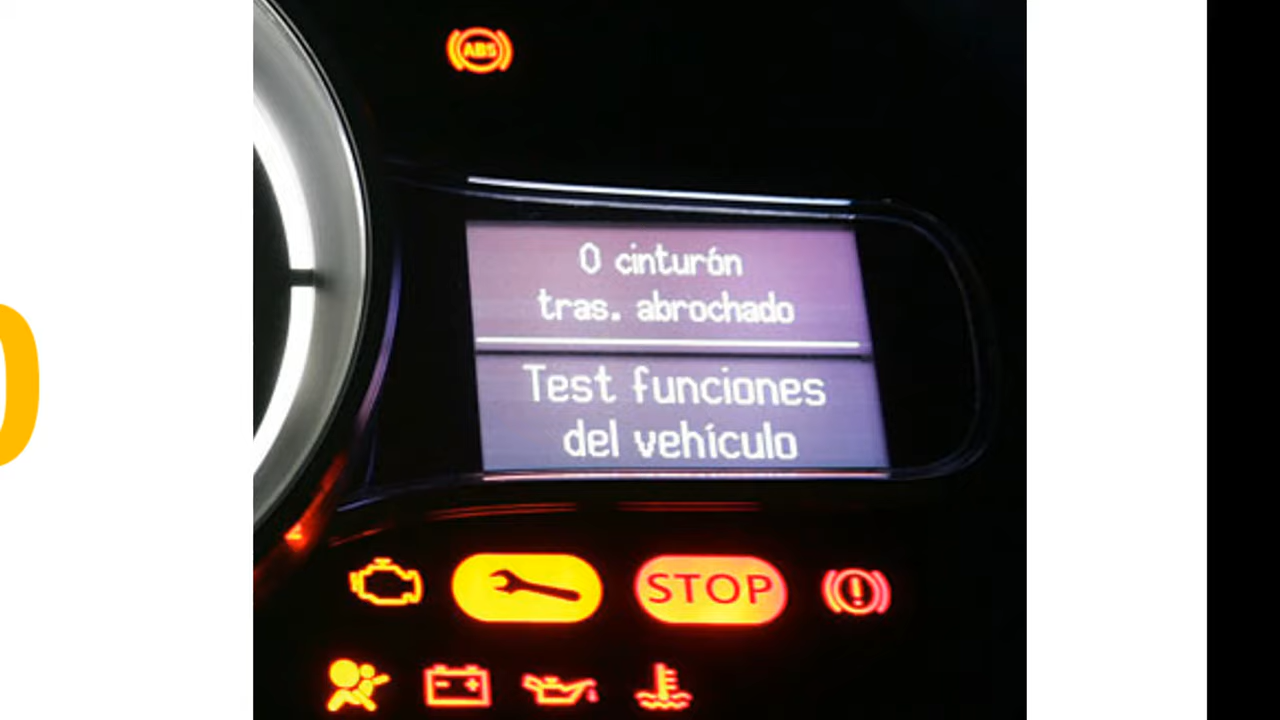 ABS
0 cinturón
tras. abrochado
Test funciones
del vehículo
STOP